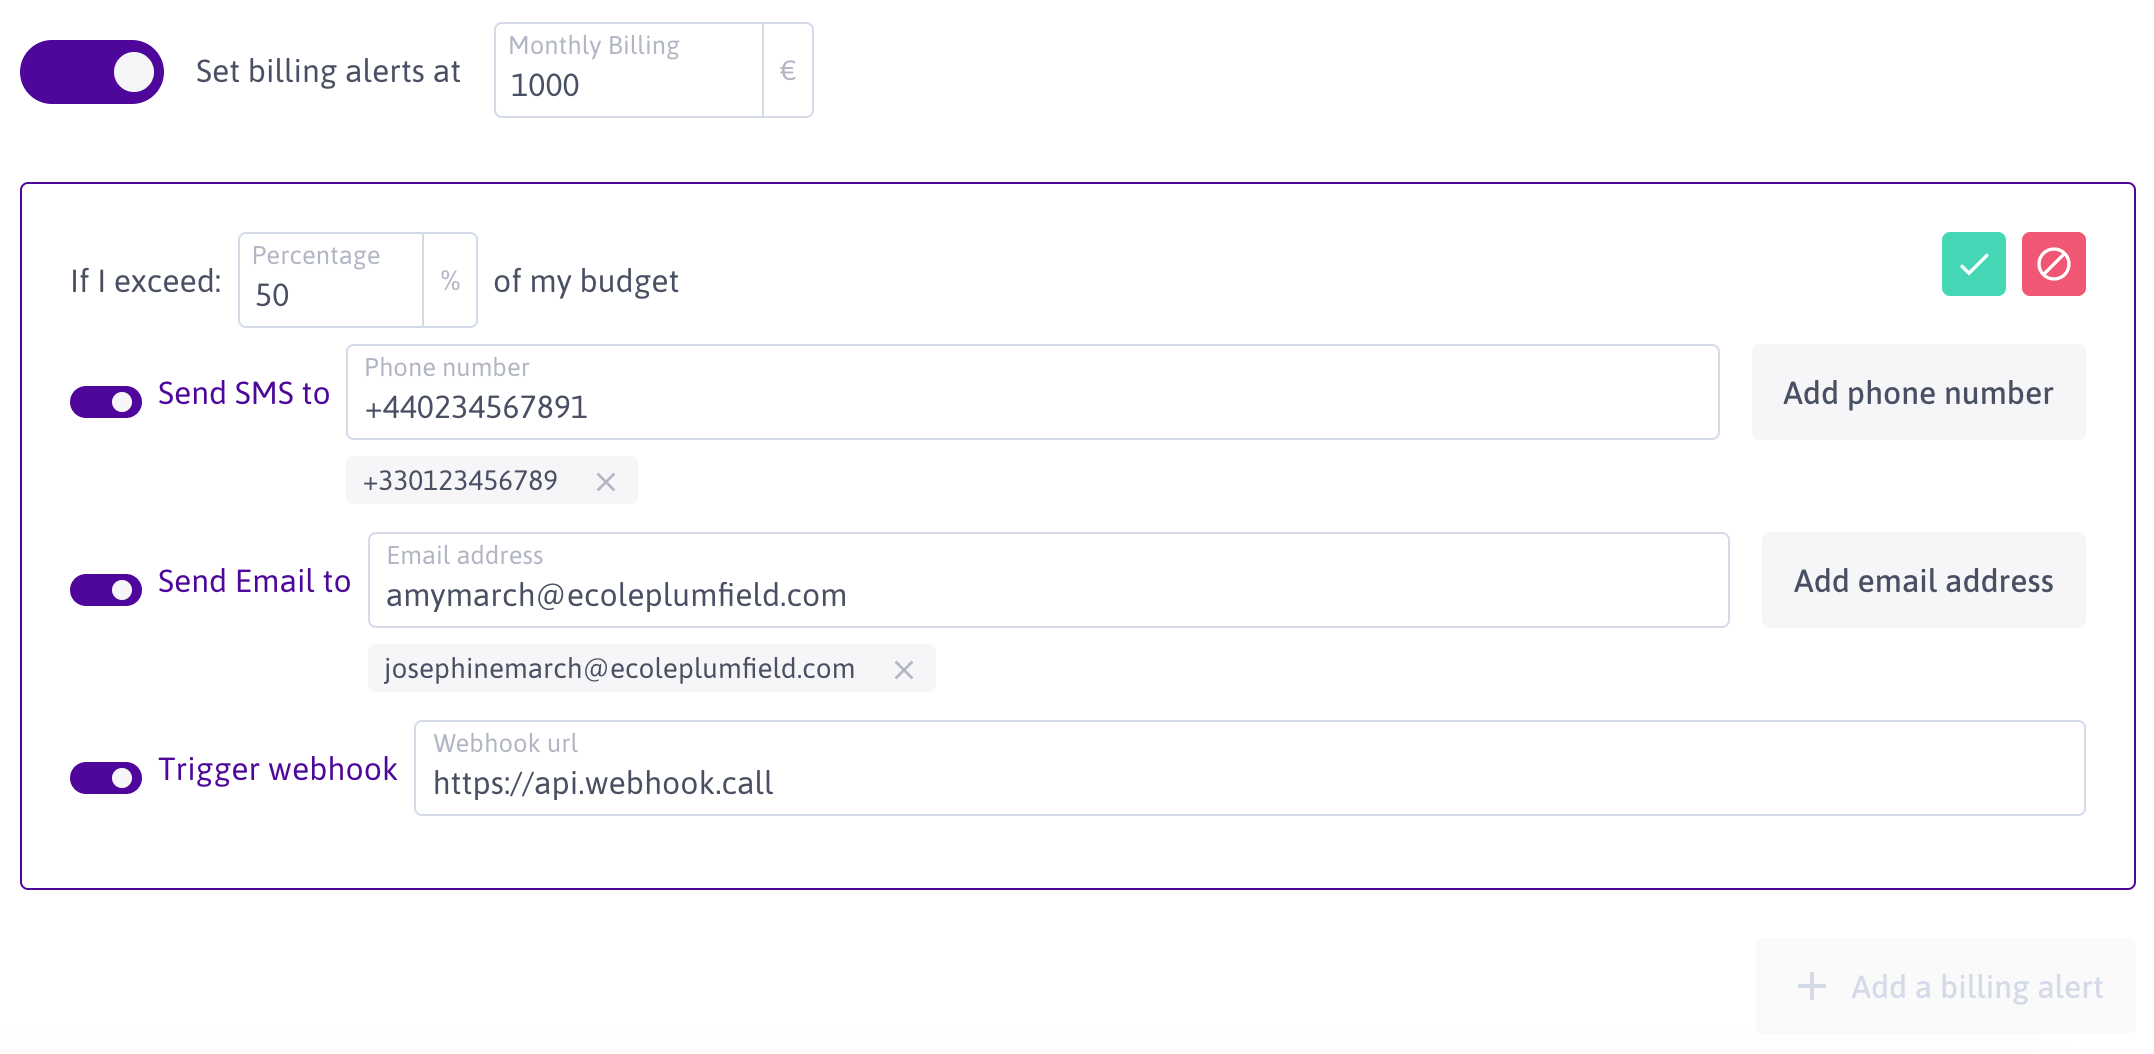 Set billing alerts at
Monthly Billing
1000
€
If I exceed:
Percentage
50
%
of my budget
Send SMS to
Phone number
+440234567891
Add phone number
+330123456789
Send Email to
Email address
amymarch@ecoleplumfield.com
Add email address
josephinemarch@ecoleplumfield.com
Trigger webhook
Webhook url
https://api.webhook.call
Add a billing alert